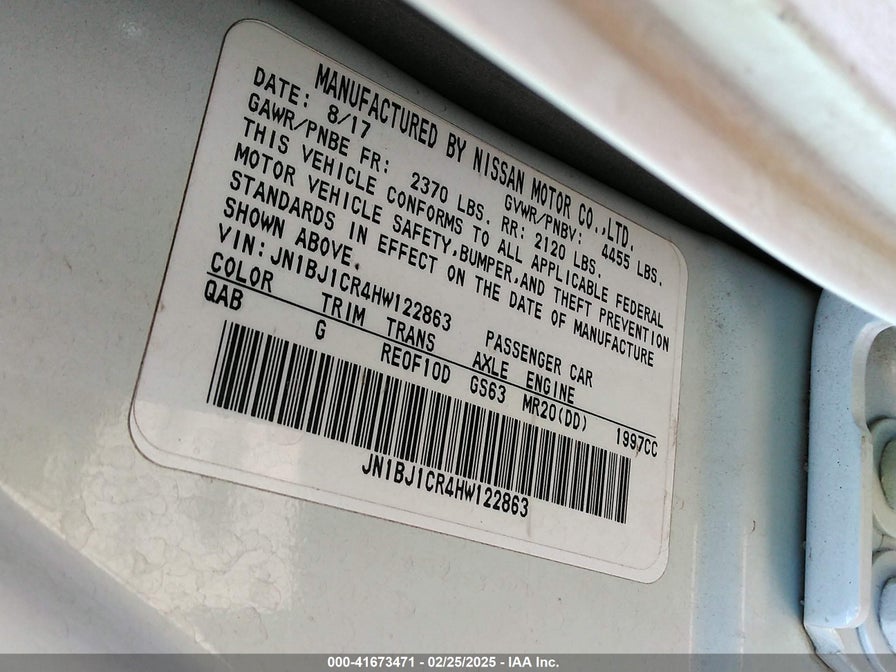 MANUFACTURED BY NISSAN MOTOR CO.,LTD.
DATE: 8/17 GVWR/PNBV: 4455 LBS.
GAWR/PNBE FR: 2370 LBS. RR: 2120 LBS.
THIS VEHICLE CONFORMS TO ALL APPLICABLE FEDERAL
MOTOR VEHICLE SAFETY,BUMPER,AND THEFT PREVENTION
STANDARDS IN EFFECT ON THE DATE OF MANUFACTURE
SHOWN ABOVE.
VIN: JN1BJ1CR4HW122863 PASSENGER CAR
COLOR TRIM TRANS AXLE ENGINE
QAB G REOF10D GS63 MR20(DD) 1997CC
JN1BJ1CR4HW122863
000-41673471 - 02/25/2025 - IAA Inc.